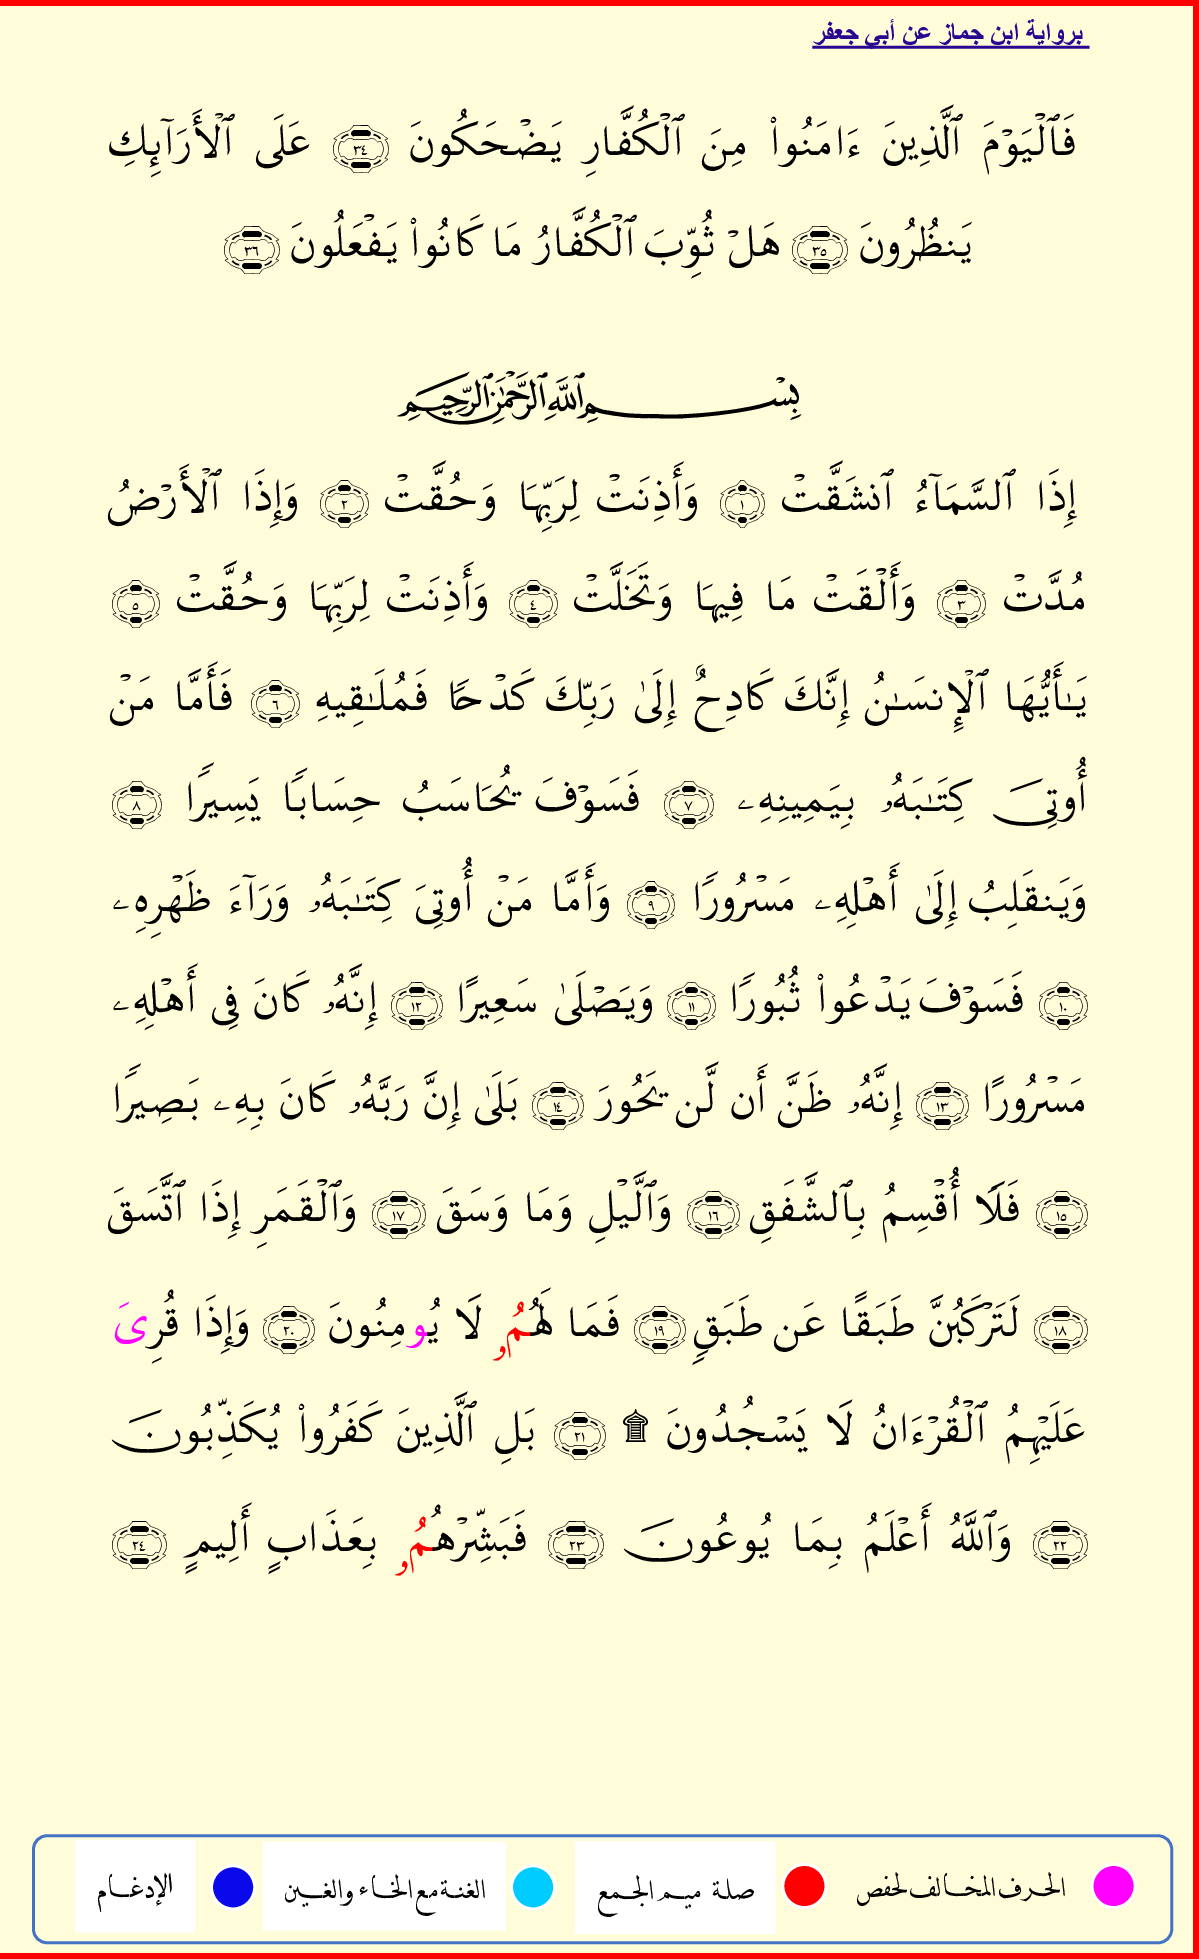 برواية ابن جماز عن أبي جعفر
فَٱلۡيَوۡمَ ٱلَّذِينَ ءَامَنُواْ مِنَ ٱلۡكُفَّارِ يَضۡحَكُونَ ٣٤ عَلَى ٱلۡأَرَآئِكِ
يَنظُرُونَ ٣٥ هَلۡ ثُوِّبَ ٱلۡكُفَّارُ مَا كَانُواْ يَفۡعَلُونَ ٣٦
بِسۡمِ ٱللَّهِ ٱلرَّحۡمَٰنِ ٱلرَّحِيمِ
إِذَا ٱلسَّمَآءُ ٱنشَقَّتۡ ١ وَأَذِنَتۡ لِرَبِّهَا وَحُقَّتۡ ٢ وَإِذَا ٱلۡأَرۡضُ
مُدَّتۡ ٣ وَأَلۡقَتۡ مَا فِيهَا وَتَخَلَّتۡ ٤ وَأَذِنَتۡ لِرَبِّهَا وَحُقَّتۡ ٥
يَٰٓأَيُّهَا ٱلۡإِنسَٰنُ إِنَّكَ كَادِحٌ إِلَىٰ رَبِّكَ كَدۡحٗا فَمُلَٰقِيهِ ٦ فَأَمَّا مَنۡ
أُوتِيَ كِتَٰبَهُۥ بِيَمِينِهِۦ ٧ فَسَوۡفَ يُحَاسَبُ حِسَابٗا يَسِيرٗا ٨
وَيَنقَلِبُ إِلَىٰ أَهۡلِهِۦ مَسۡرُورٗا ٩ وَأَمَّا مَنۡ أُوتِيَ كِتَٰبَهُۥ وَرَآءَ ظَهۡرِهِۦ
١٠ فَسَوۡفَ يَدۡعُواْ ثُبُورٗا ١١ وَيَصۡلَىٰ سَعِيرًا ١٢ إِنَّهُۥ كَانَ فِي أَهۡلِهِۦ
مَسۡرُورًا ١٣ إِنَّهُۥ ظَنَّ أَن لَّن يَحُورَ ١٤ بَلَىٰ إِنَّ رَبَّهُۥ كَانَ بِهِۦ بَصِيرٗا
١٥ فَلَا أُقۡسِمُ بِٱلشَّفَقِ ١٦ وَٱلَّيۡلِ وَمَا وَسَقَ ١٧ وَٱلۡقَمَرِ إِذَا ٱتَّسَقَ
١٨ لَتَرۡكَبُنَّ طَبَقًا عَن طَبَقٖ ١٩ فَمَا لَهُمُۥ لَا يُومِنُونَ ٢٠ وَإِذَا قُرِيَ
عَلَيۡهِمُ ٱلۡقُرۡءَانُ لَا يَسۡجُدُونَ ۩ ٢١ بَلِ ٱلَّذِينَ كَفَرُواْ يُكَذِّبُونَ
٢٢ وَٱللَّهُ أَعۡلَمُ بِمَا يُوعُونَ ٢٣ فَبَشِّرۡهُمُۥ بِعَذَابٍ أَلِيمٍ ٢٤
الحرف المخالف لحفص صلة ميم الجمع الغنة مع الخاء والغين الإدغام